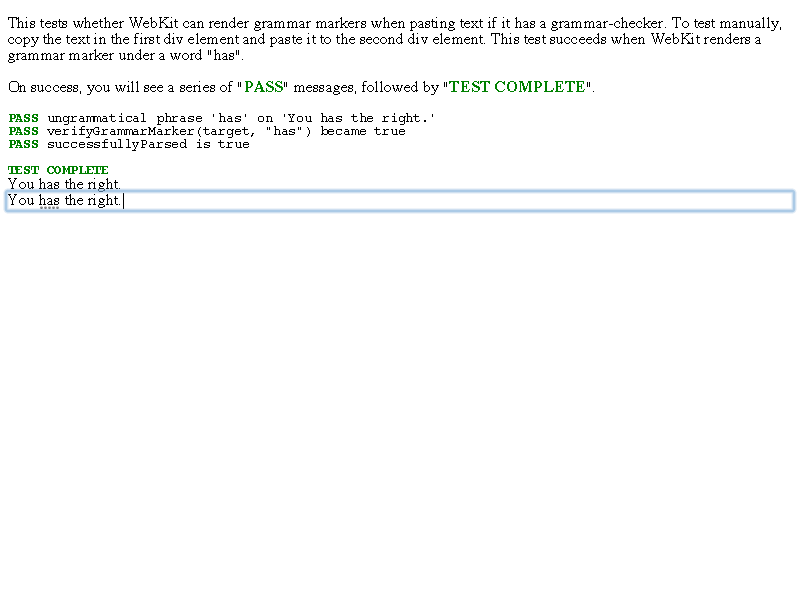 This tests whether WebKit can render grammar markers when pasting text if it has a grammar-checker. To test manually,
copy the text in the first div element and paste it to the second div element. This test succeeds when WebKit renders a
grammar marker under a word "has".
On success, you will see a series of "PASS" messages, followed by "TEST COMPLETE".
PASS ungrammatical phrase 'has' on 'You has the right.'
PASS verifyGrammarMarker(target, "has") became true
PASS successfullyParsed is true
TEST COMPLETE
You has the right.
You has the right.